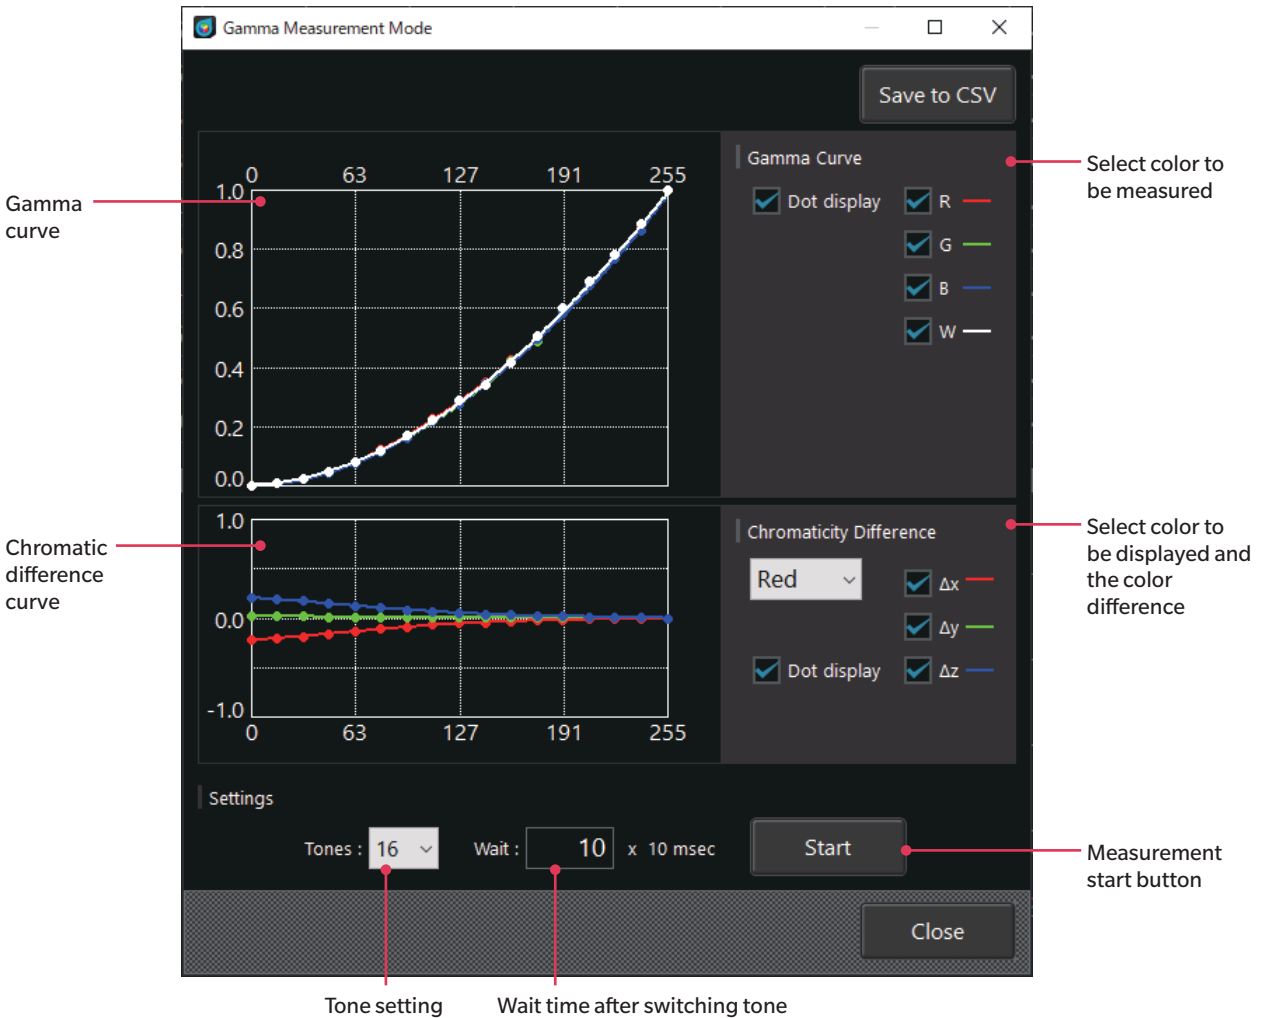 Gamma Measurement Mode
Save to CSV
Gamma
curve
0 63 127 191 255
1.0
0.8
0.6
0.4
0.2
0.0
Gamma Curve
Dot display
R
G
B
W
Select color to
be measured
Chromatic
difference
curve
1.0
0.0
-1.0
0 63 127 191 255
Chromaticity Difference
Red
Δx
Δy
Dot display
Δz
Select color to
be displayed and
the color
difference
Settings
Tones : 16 Wait : 10 x 10 msec
Start
Measurement
start button
Close
Tone setting
Wait time after switching tone